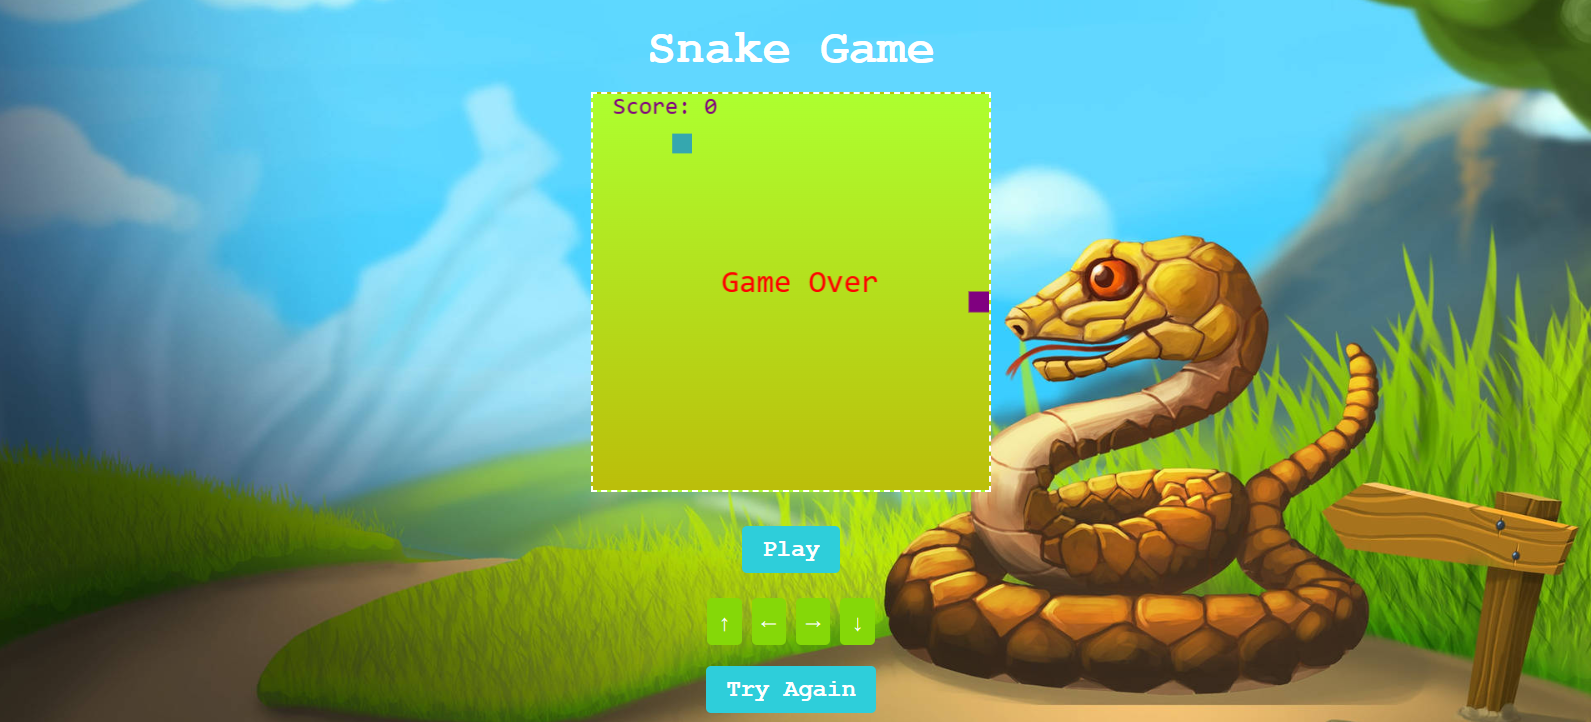 Snake Game
Score: 0
Game Over
Play
↑ ← → ↓
Try Again